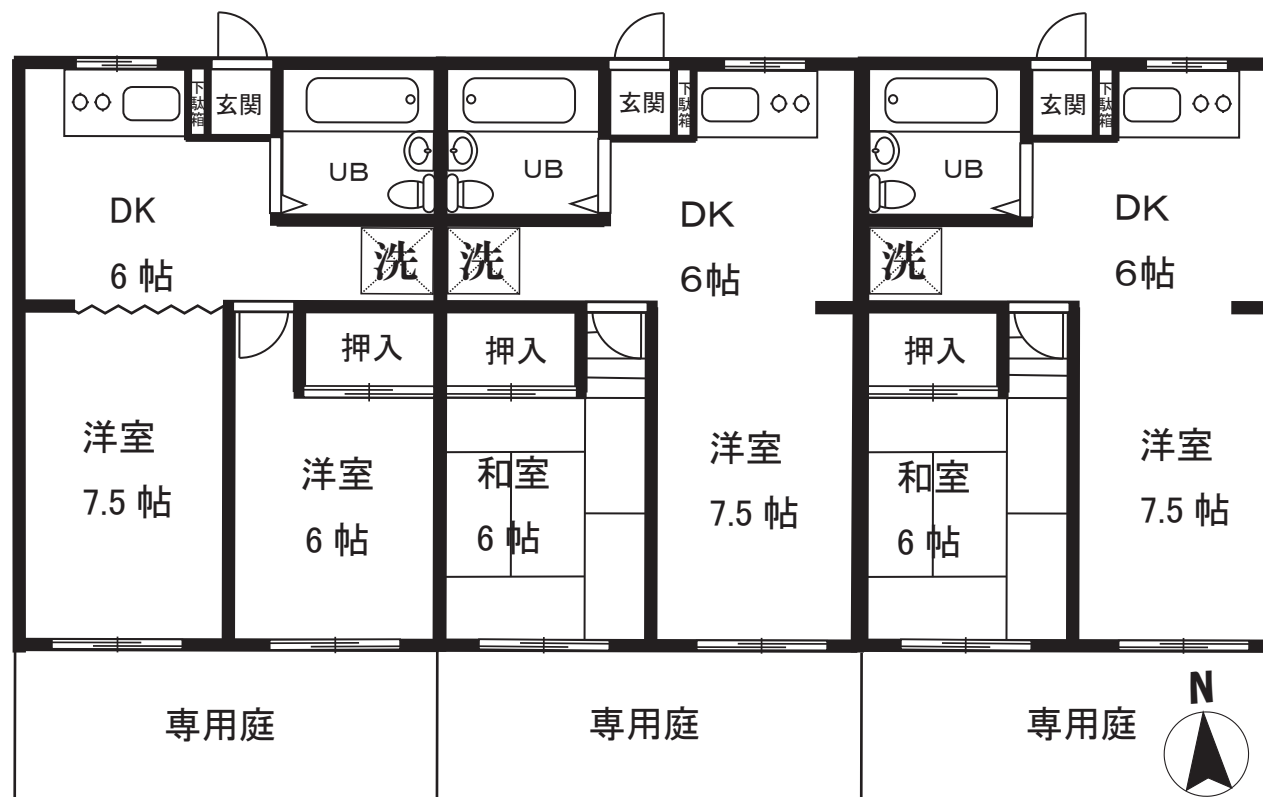 玄関
下駄箱
UB
DK
6 帖
洗
押入
洋室
7.5 帖
洋室
6 帖
専用庭
玄関
下駄箱
UB
DK
6帖
洗
押入
和室
6 帖
洋室
7.5 帖
専用庭
玄関
下駄箱
UB
DK
6帖
洗
押入
和室
6 帖
洋室
7.5 帖
専用庭
N